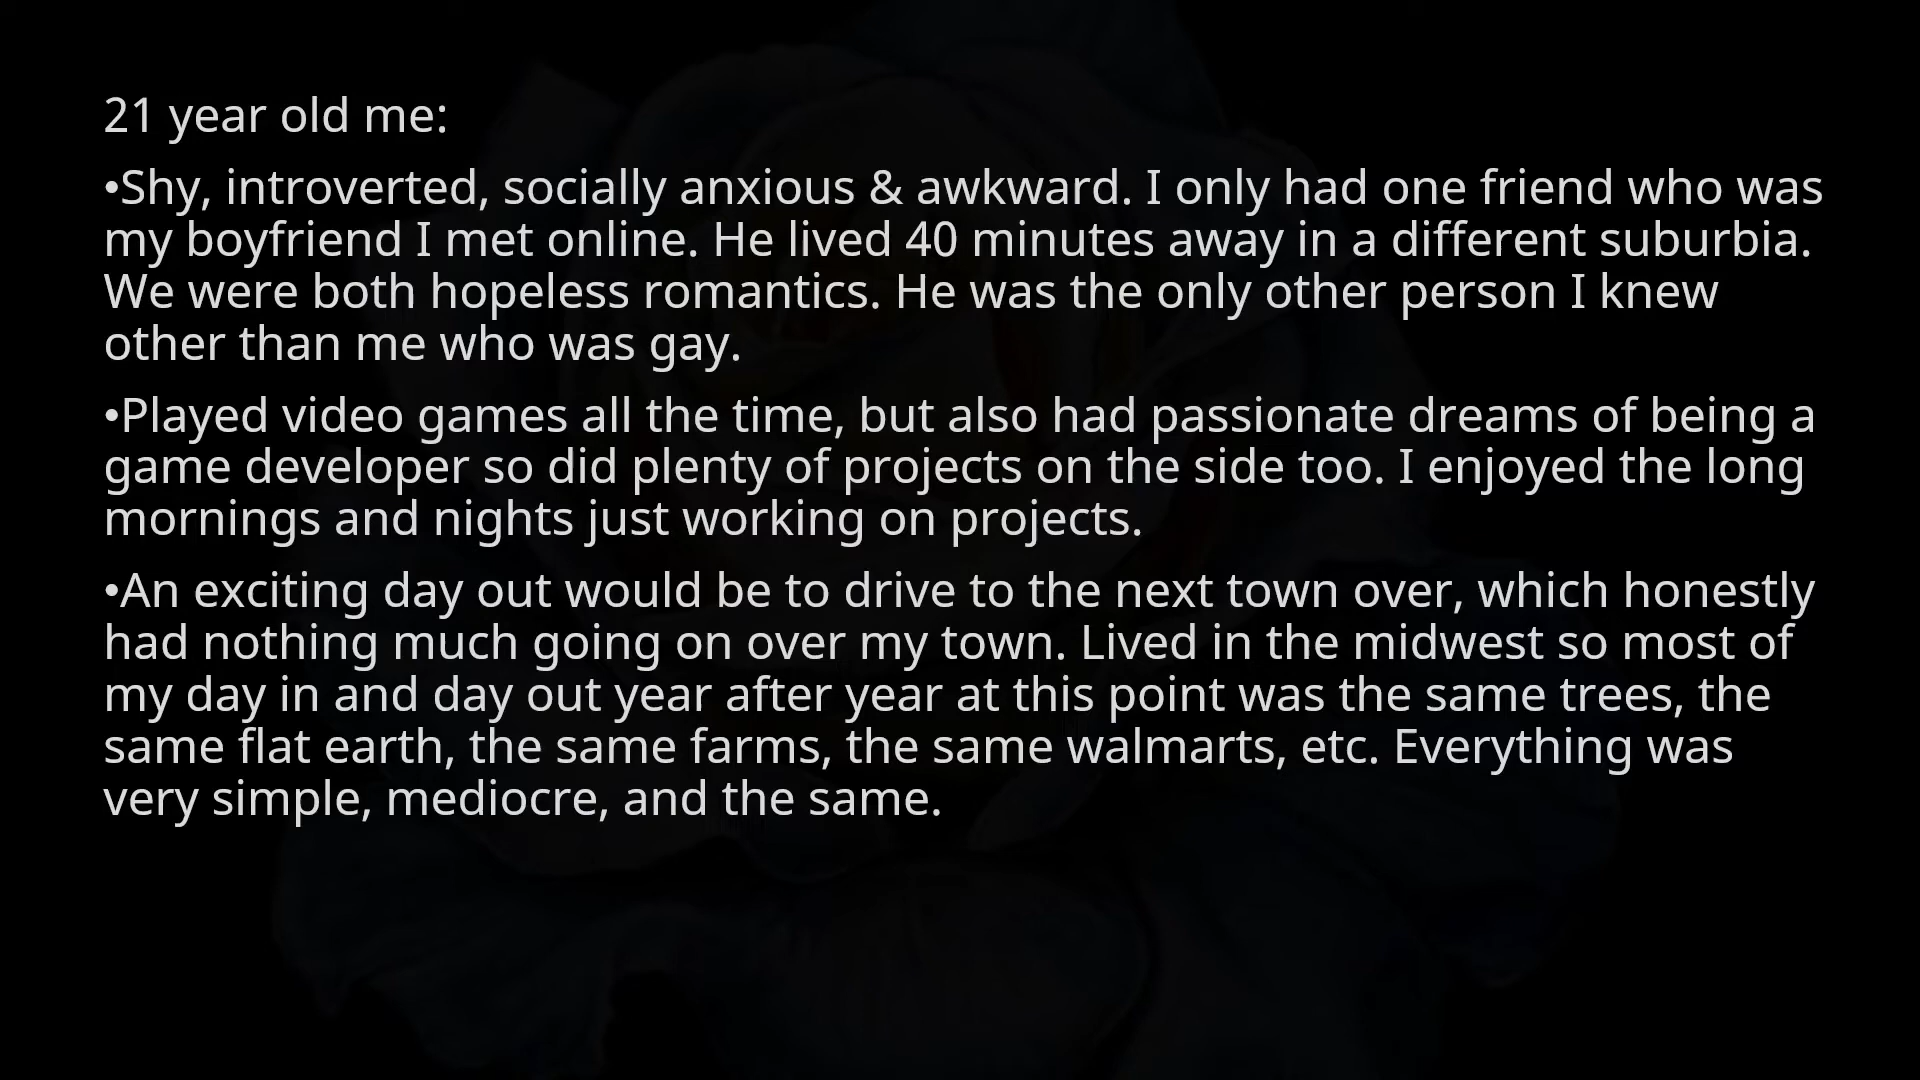 21 year old me:
•Shy, introverted, socially anxious & awkward. I only had one friend who was
my boyfriend I met online. He lived 40 minutes away in a different suburbia.
We were both hopeless romantics. He was the only other person I knew
other than me who was gay.
•Played video games all the time, but also had passionate dreams of being a
game developer so did plenty of projects on the side too. I enjoyed the long
mornings and nights just working on projects.
•An exciting day out would be to drive to the next town over, which honestly
had nothing much going on over my town. Lived in the midwest so most of
my day in and day out year after year at this point was the same trees, the
same flat earth, the same farms, the same walmarts, etc. Everything was
very simple, mediocre, and the same.